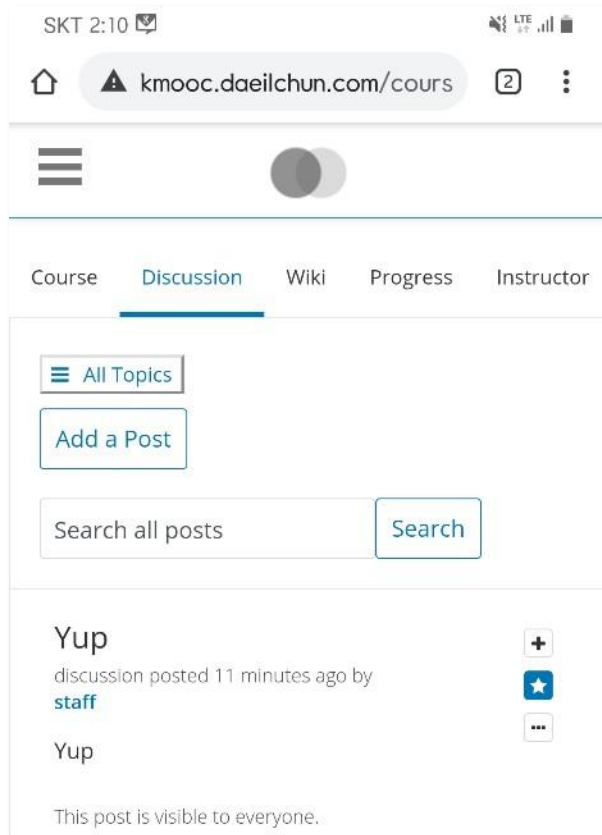 SKT 2:10
LTE
kmooc.daeilchun.com/cours
2
Course Discussion Wiki Progress Instructor
All Topics
Add a Post
Search all posts Search
Yup
discussion posted 11 minutes ago by
staff
Yup
This post is visible to everyone.